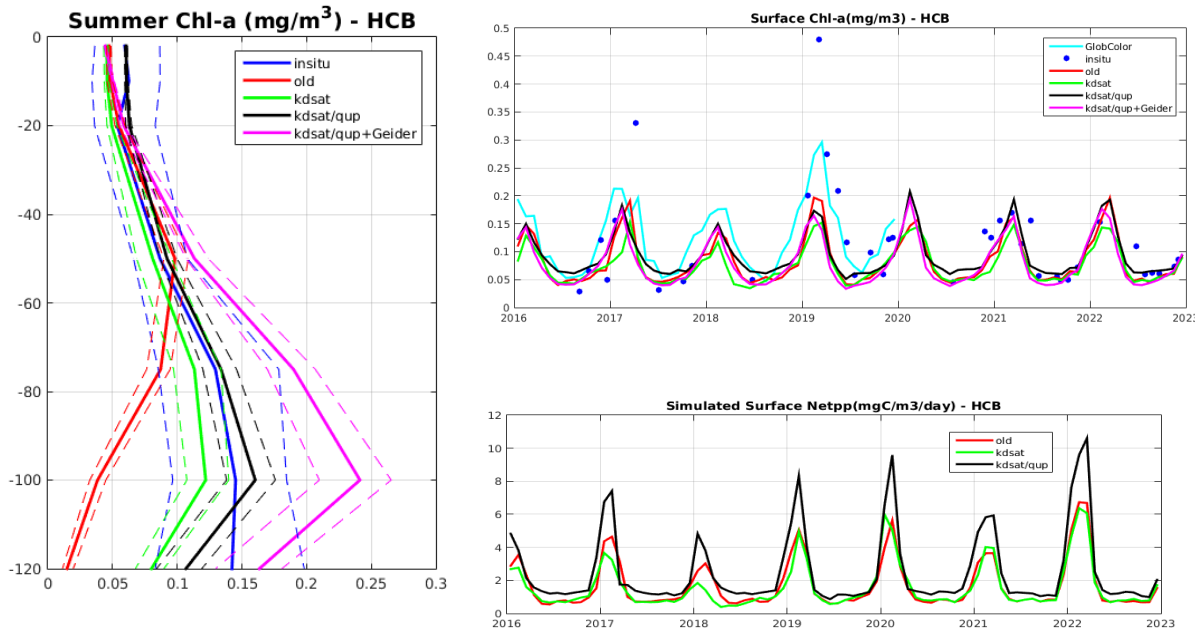 Summer Chl-a (mg/m3) - HCB
0
-20
-40
-60
-80
-100
-120
0
0.05
0.1
0.15
0.2
0.25
0.3
insitu
old
kdsat
kdsat/qup
kdsat/qup+Geider
Surface Chl-a(mg/m3) - HCB
0.5
0.45
0.4
0.35
0.3
0.25
0.2
0.15
0.1
0.05
0
2016
2017
2018
2019
2020
2021
2022
2023
GlobColor
insitu
old
kdsat
kdsat/qup
kdsat/qup+Geider
Simulated Surface Netpp(mgC/m3/day) - HCB
12
10
8
6
4
2
0
2016
2017
2018
2019
2020
2021
2022
2023
old
kdsat
kdsat/qup